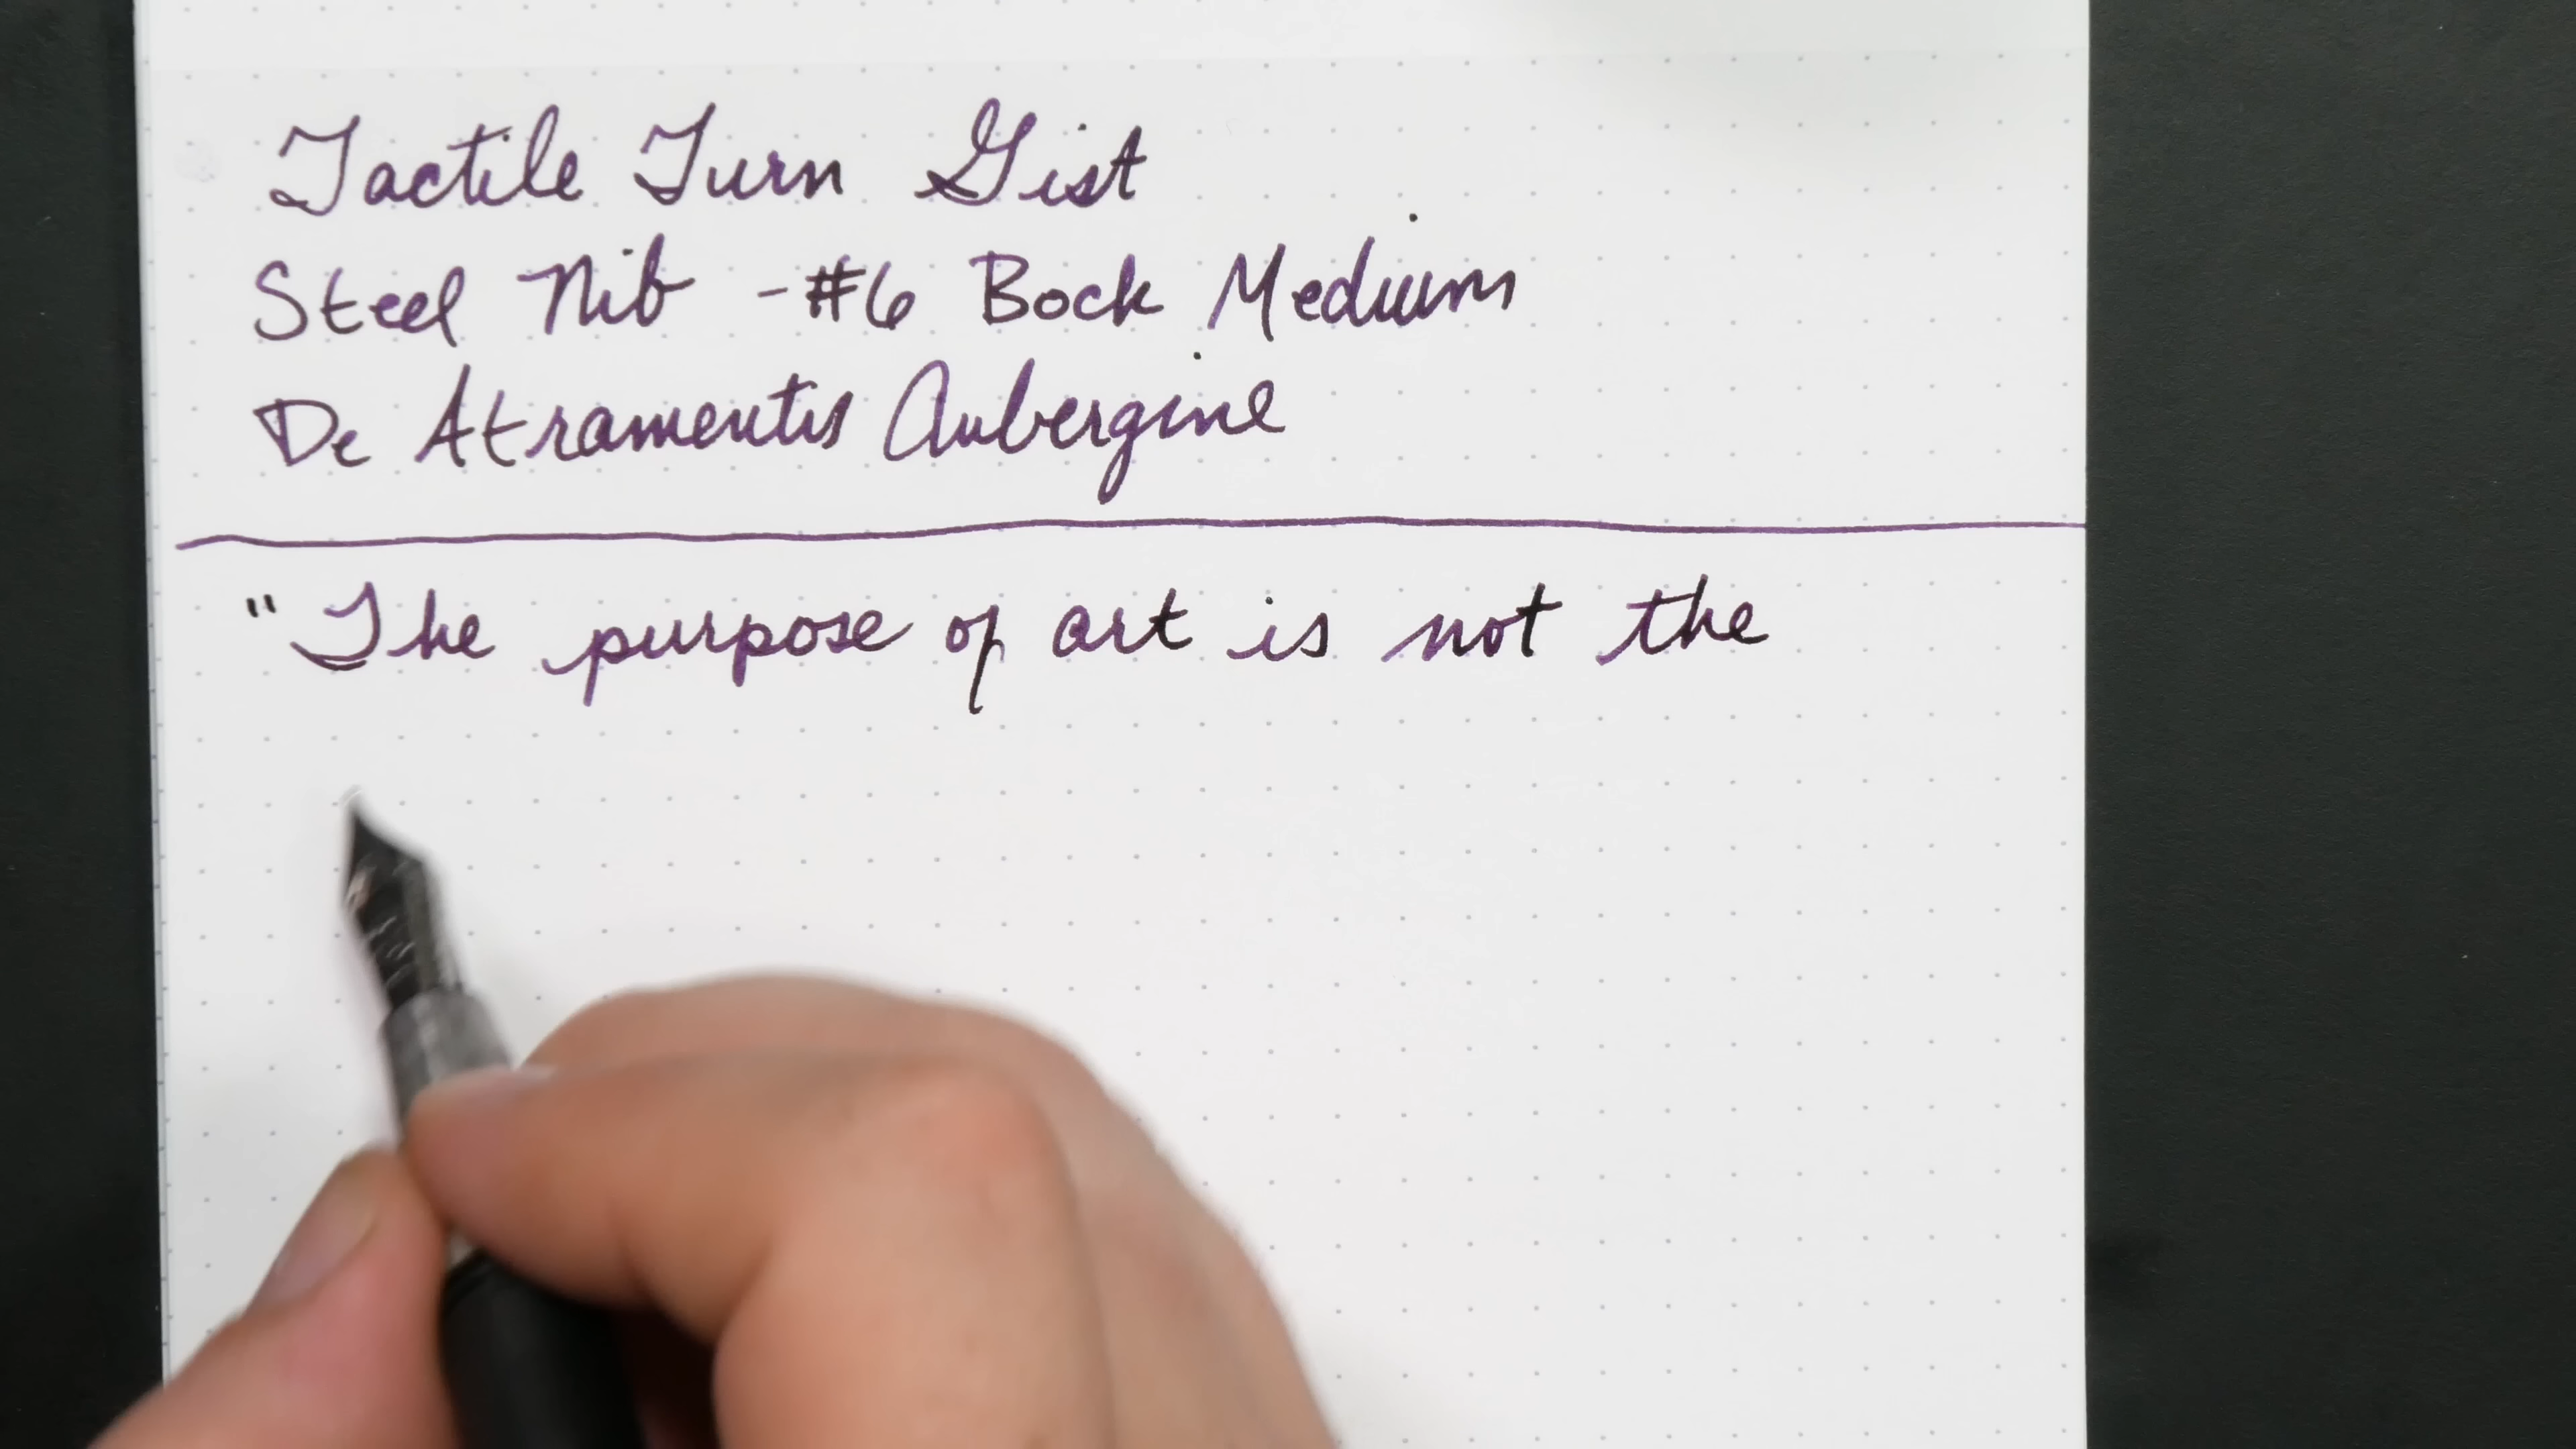 Tactile Turn Gist
Steel Nib - #6 Bock Medium
De Atramentis Aubergine
"The purpose of art is not the